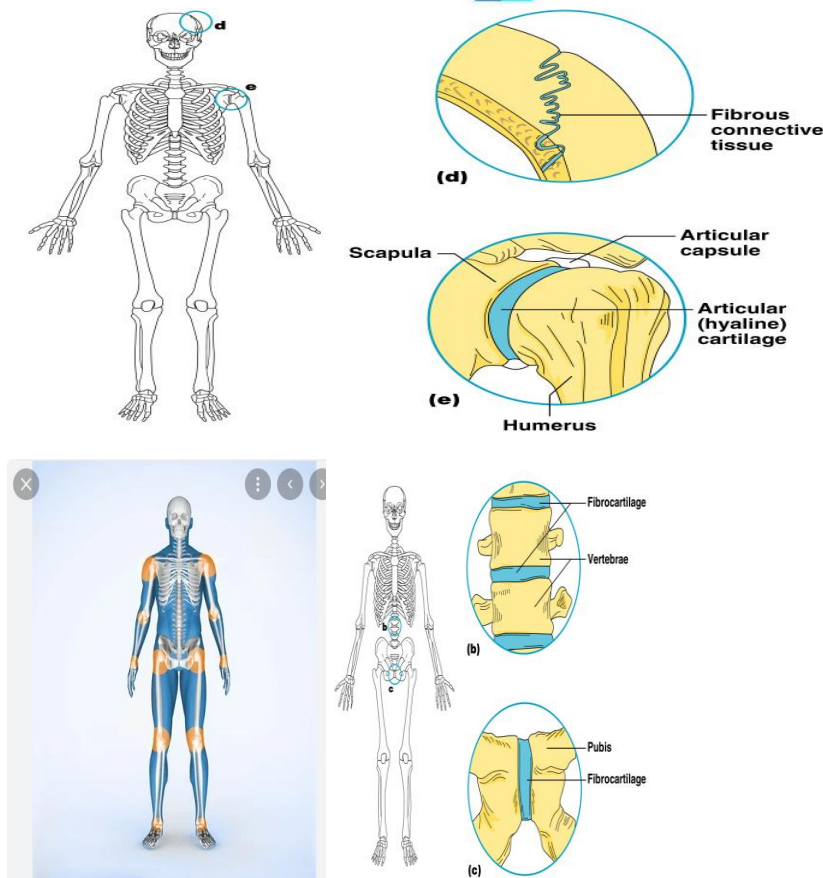 d
e
Fibrous
connective
tissue
(d)
Scapula
Articular
capsule
Articular
(hyaline)
cartilage
(e)
Humerus
b
c
Fibrocartilage
Vertebrae
(b)
Pubis
Fibrocartilage
(c)